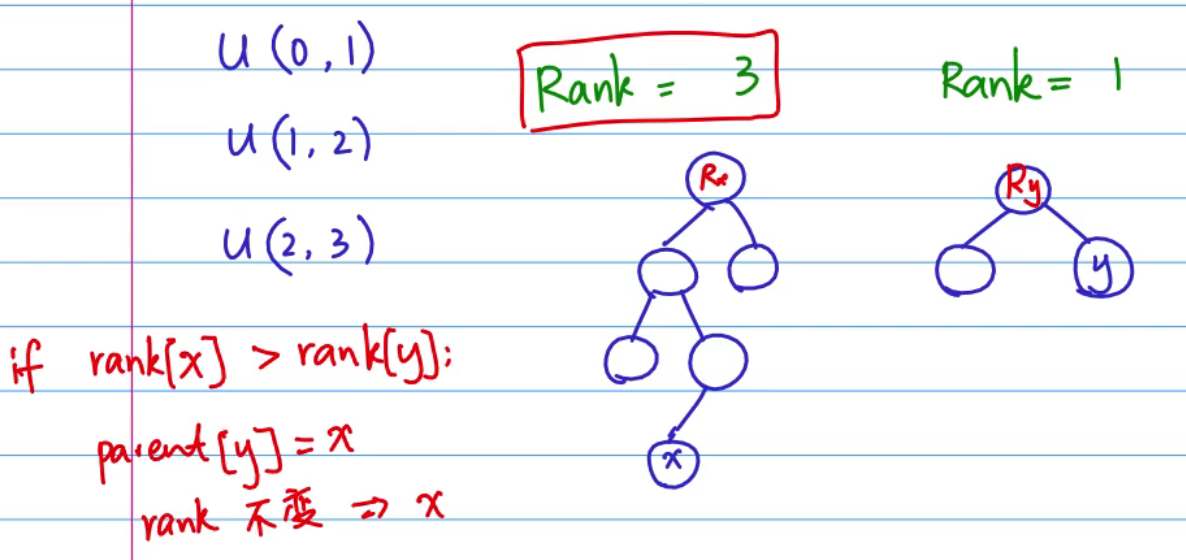 U(0,1)
U(1,2)
U(2,3)
if rank[x] > rank[y]:
parent[y] = x
rank 不变 ⇒ x
Rank = 3
Rx
x
Rank = 1
Ry
y